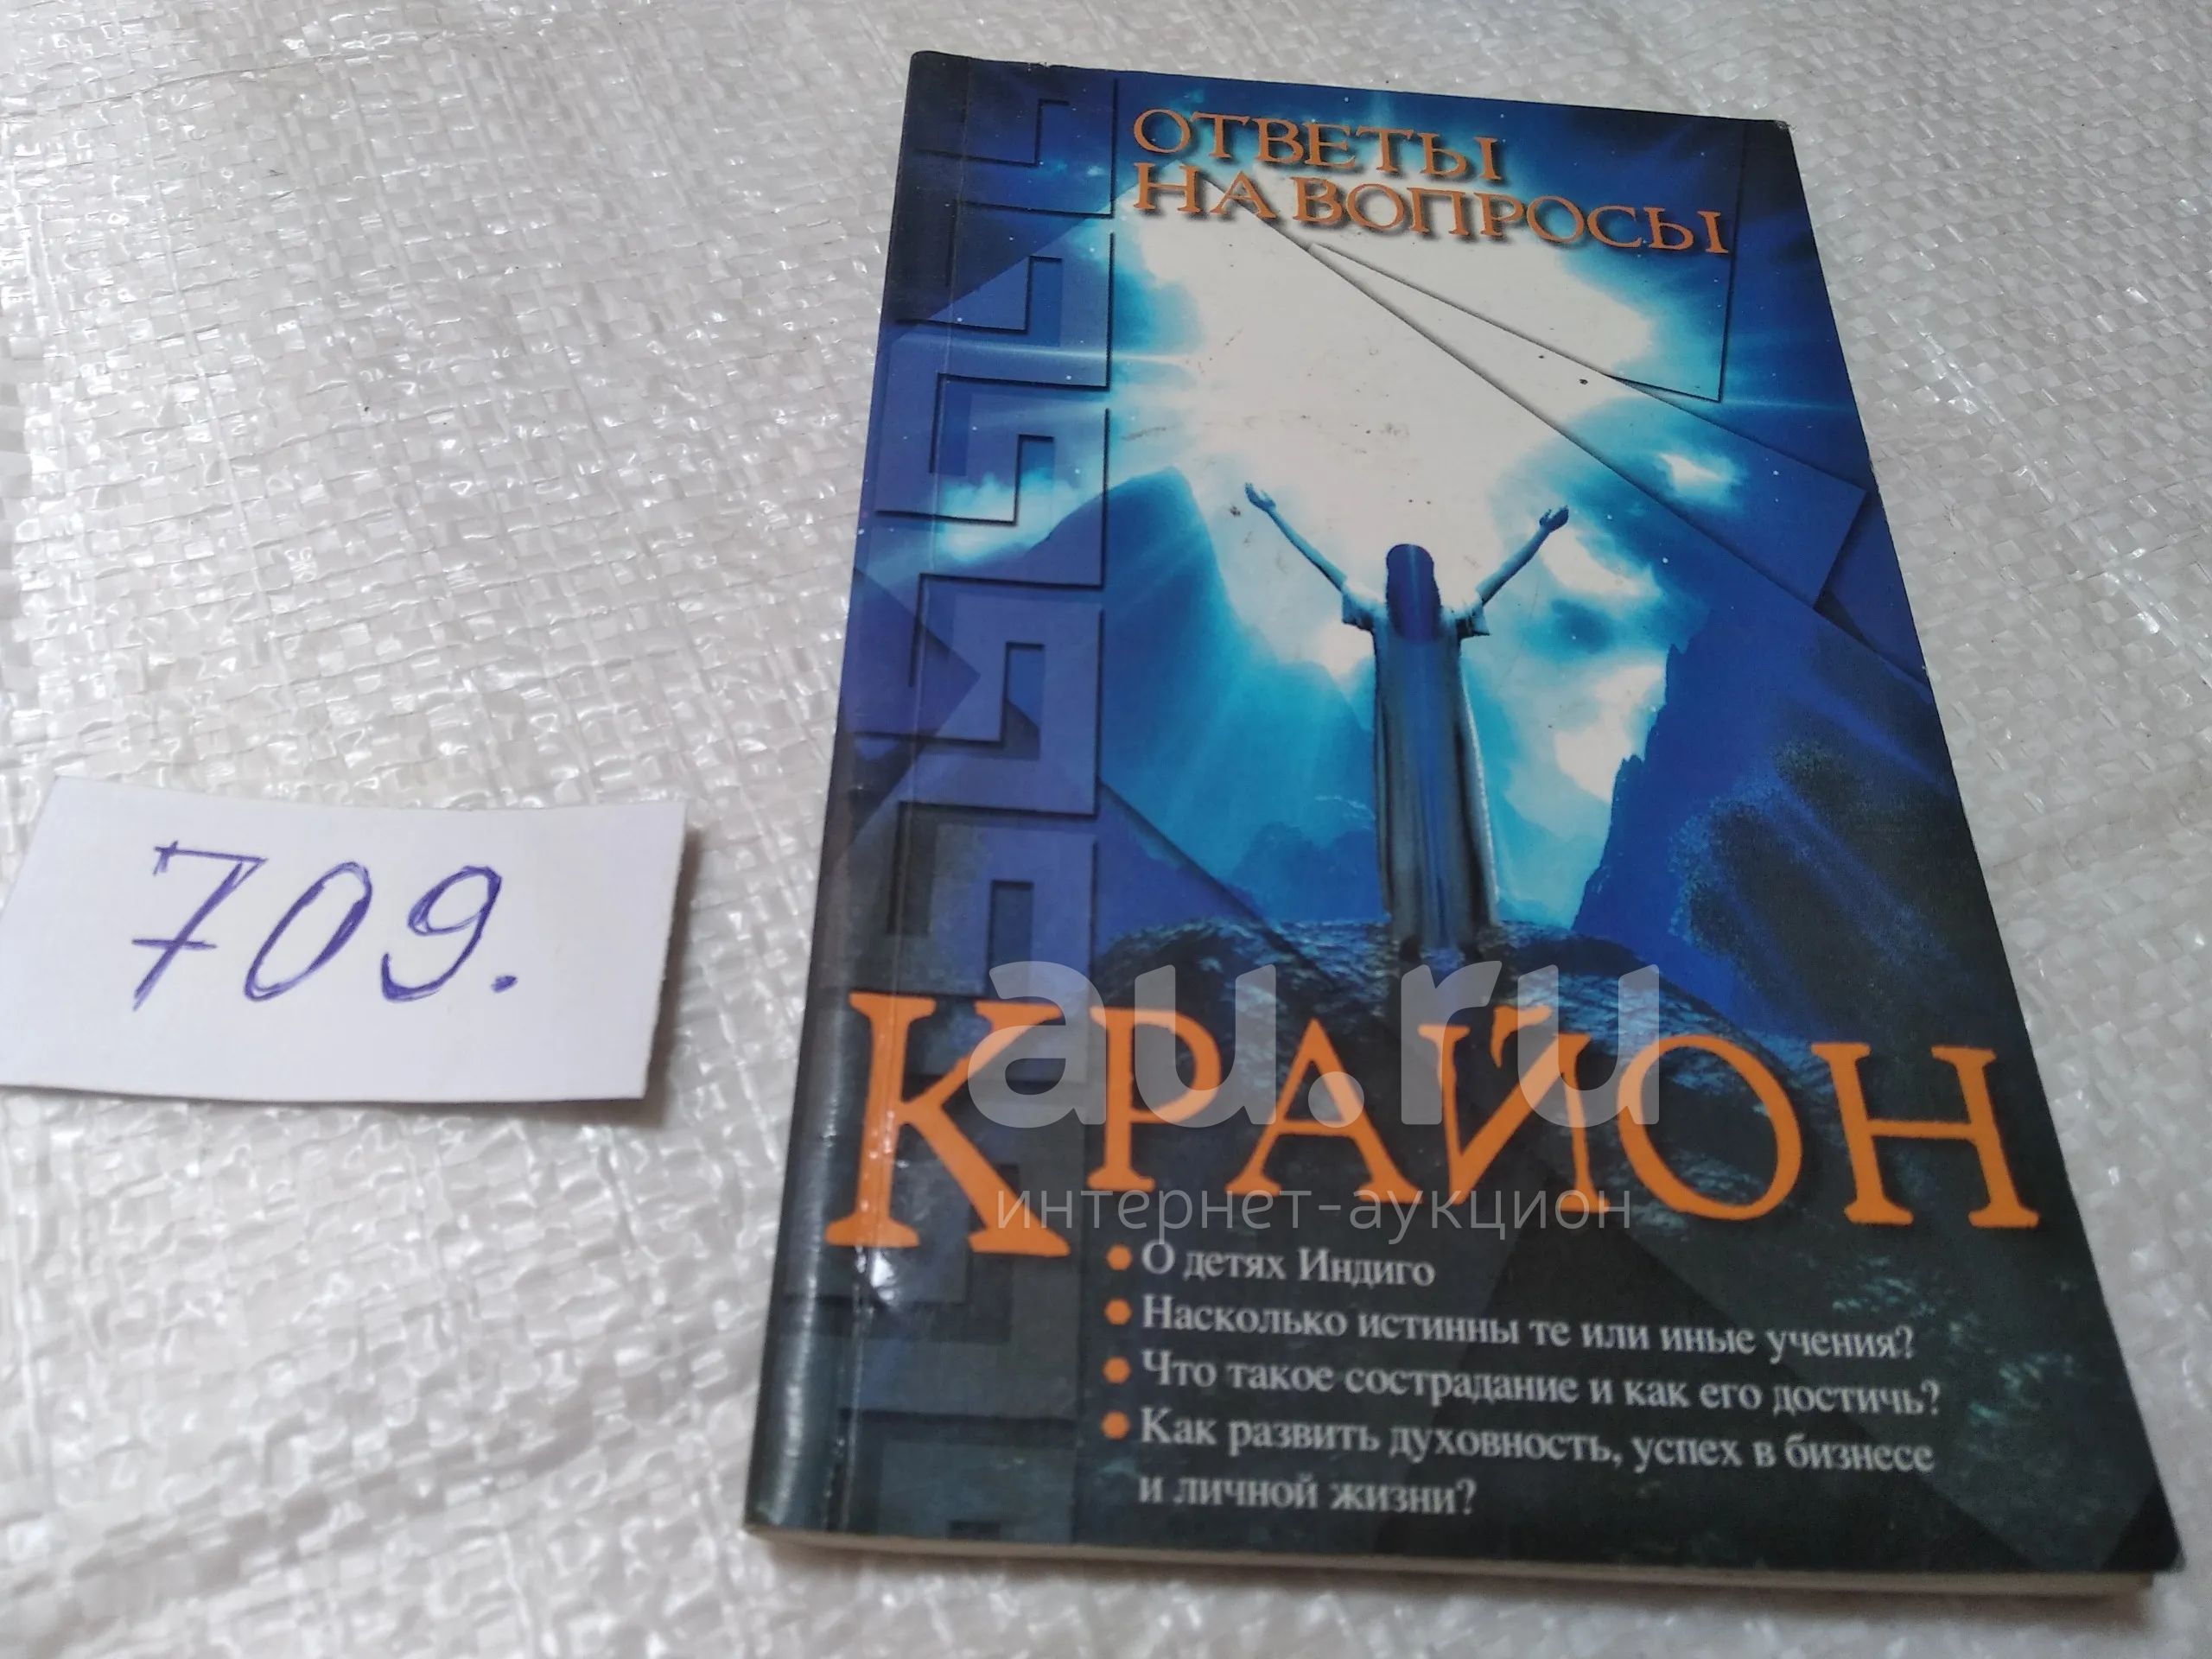 ОТВЕТЫ
НА ВОПРОСЫ
709.
КРАЙОН
au.ru
интернет-аукцион
• О детях Индиго
• Насколько истинны те или иные учения?
• Что такое сострадание и как его достичь?
• Как развить духовность, успех в бизнесе
и личной жизни?